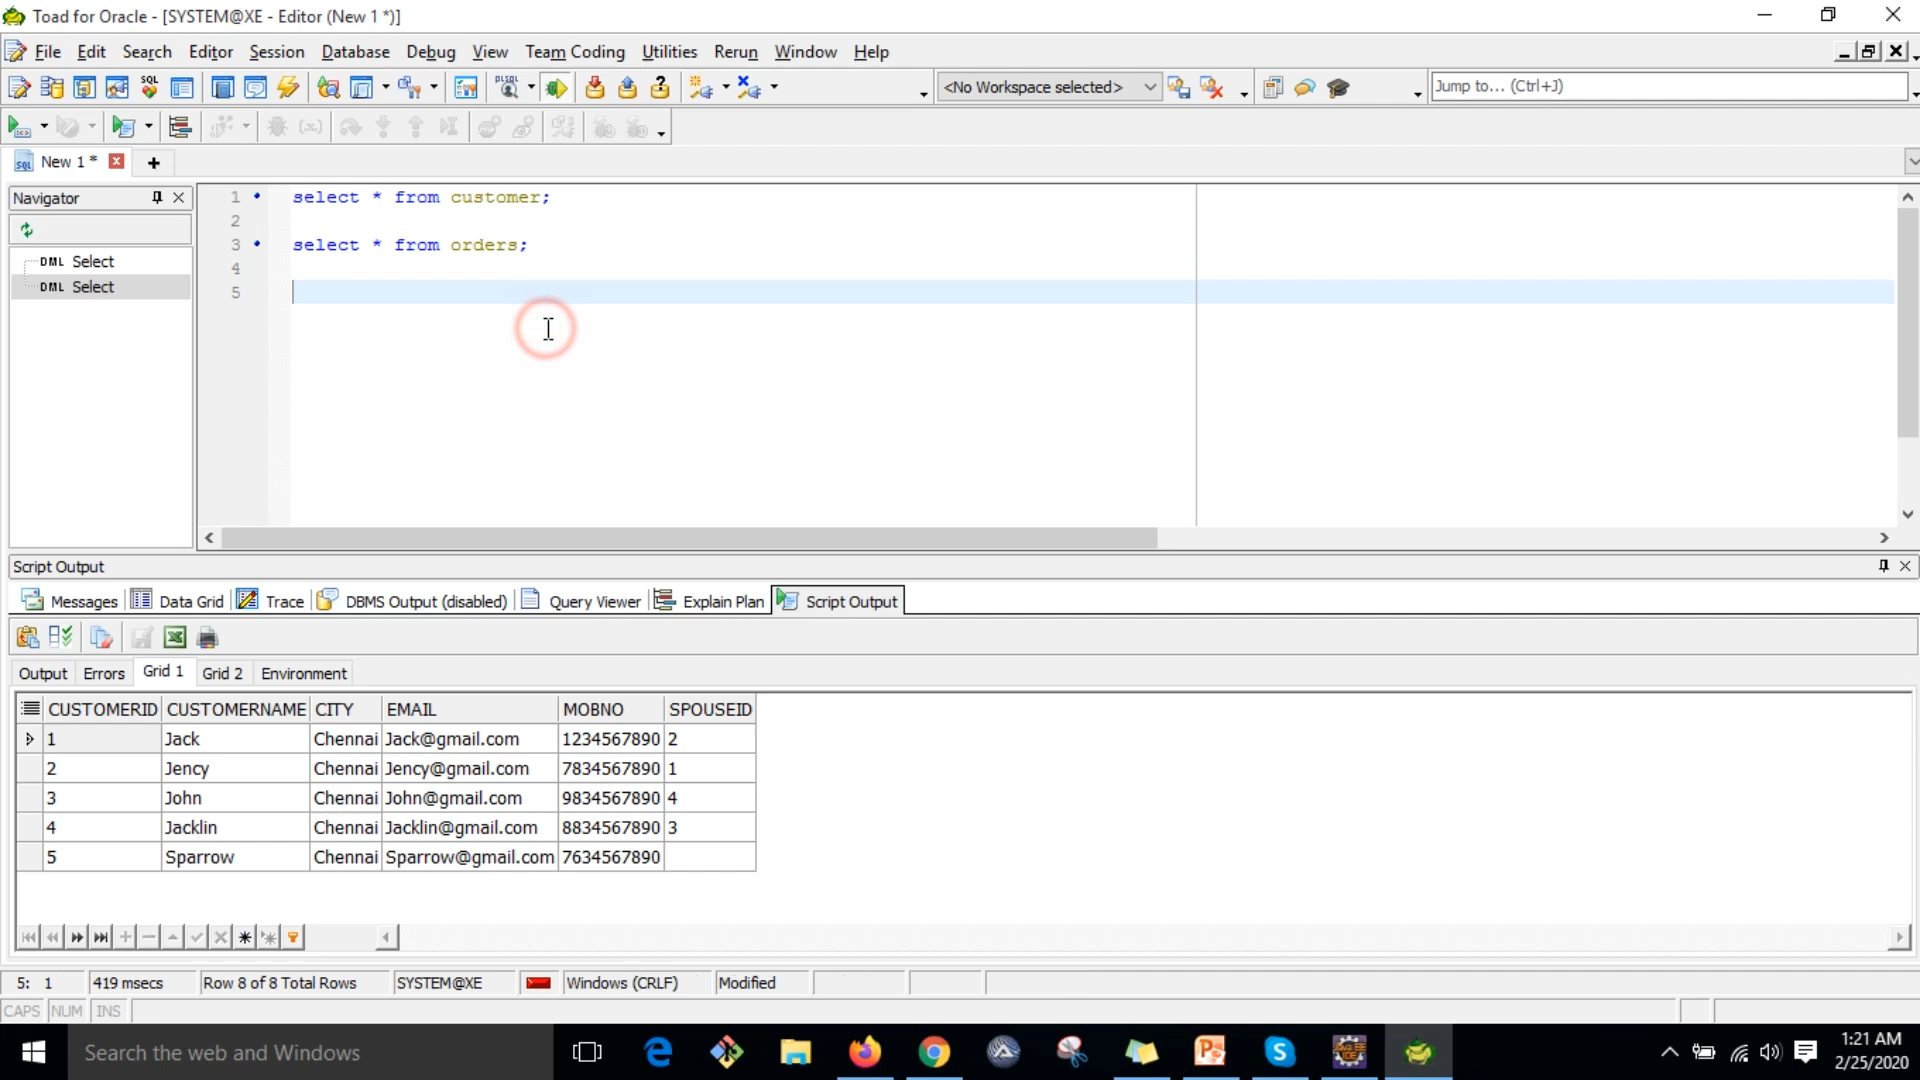 Toad for Oracle - [SYSTEM@XE - Editor (New 1 *)]
File Edit Search Editor Session Database Debug View Team Coding Utilities Rerun Window Help
SQL PL/SQL <No Workspace selected> Jump to... (Ctrl+J)
SQL New 1 *
Navigator
DML Select
DML Select
1 select * from customer;
2
3 select * from orders;
4
5
Script Output
Messages Data Grid Trace DBMS Output (disabled) Query Viewer Explain Plan Script Output
Output Errors Grid 1 Grid 2 Environment
CUSTOMERID CUSTOMERNAME CITY EMAIL MOBNO SPOUSEID
1 Jack Chennai Jack@gmail.com 1234567890 2
2 Jency Chennai Jency@gmail.com 7834567890 1
3 John Chennai John@gmail.com 9834567890 4
4 Jacklin Chennai Jacklin@gmail.com 8834567890 3
5 Sparrow Chennai Sparrow@gmail.com 7634567890
5: 1 419 msecs Row 8 of 8 Total Rows SYSTEM@XE Windows (CRLF) Modified
CAPS NUM INS
Search the web and Windows
1:21 AM
2/25/2020